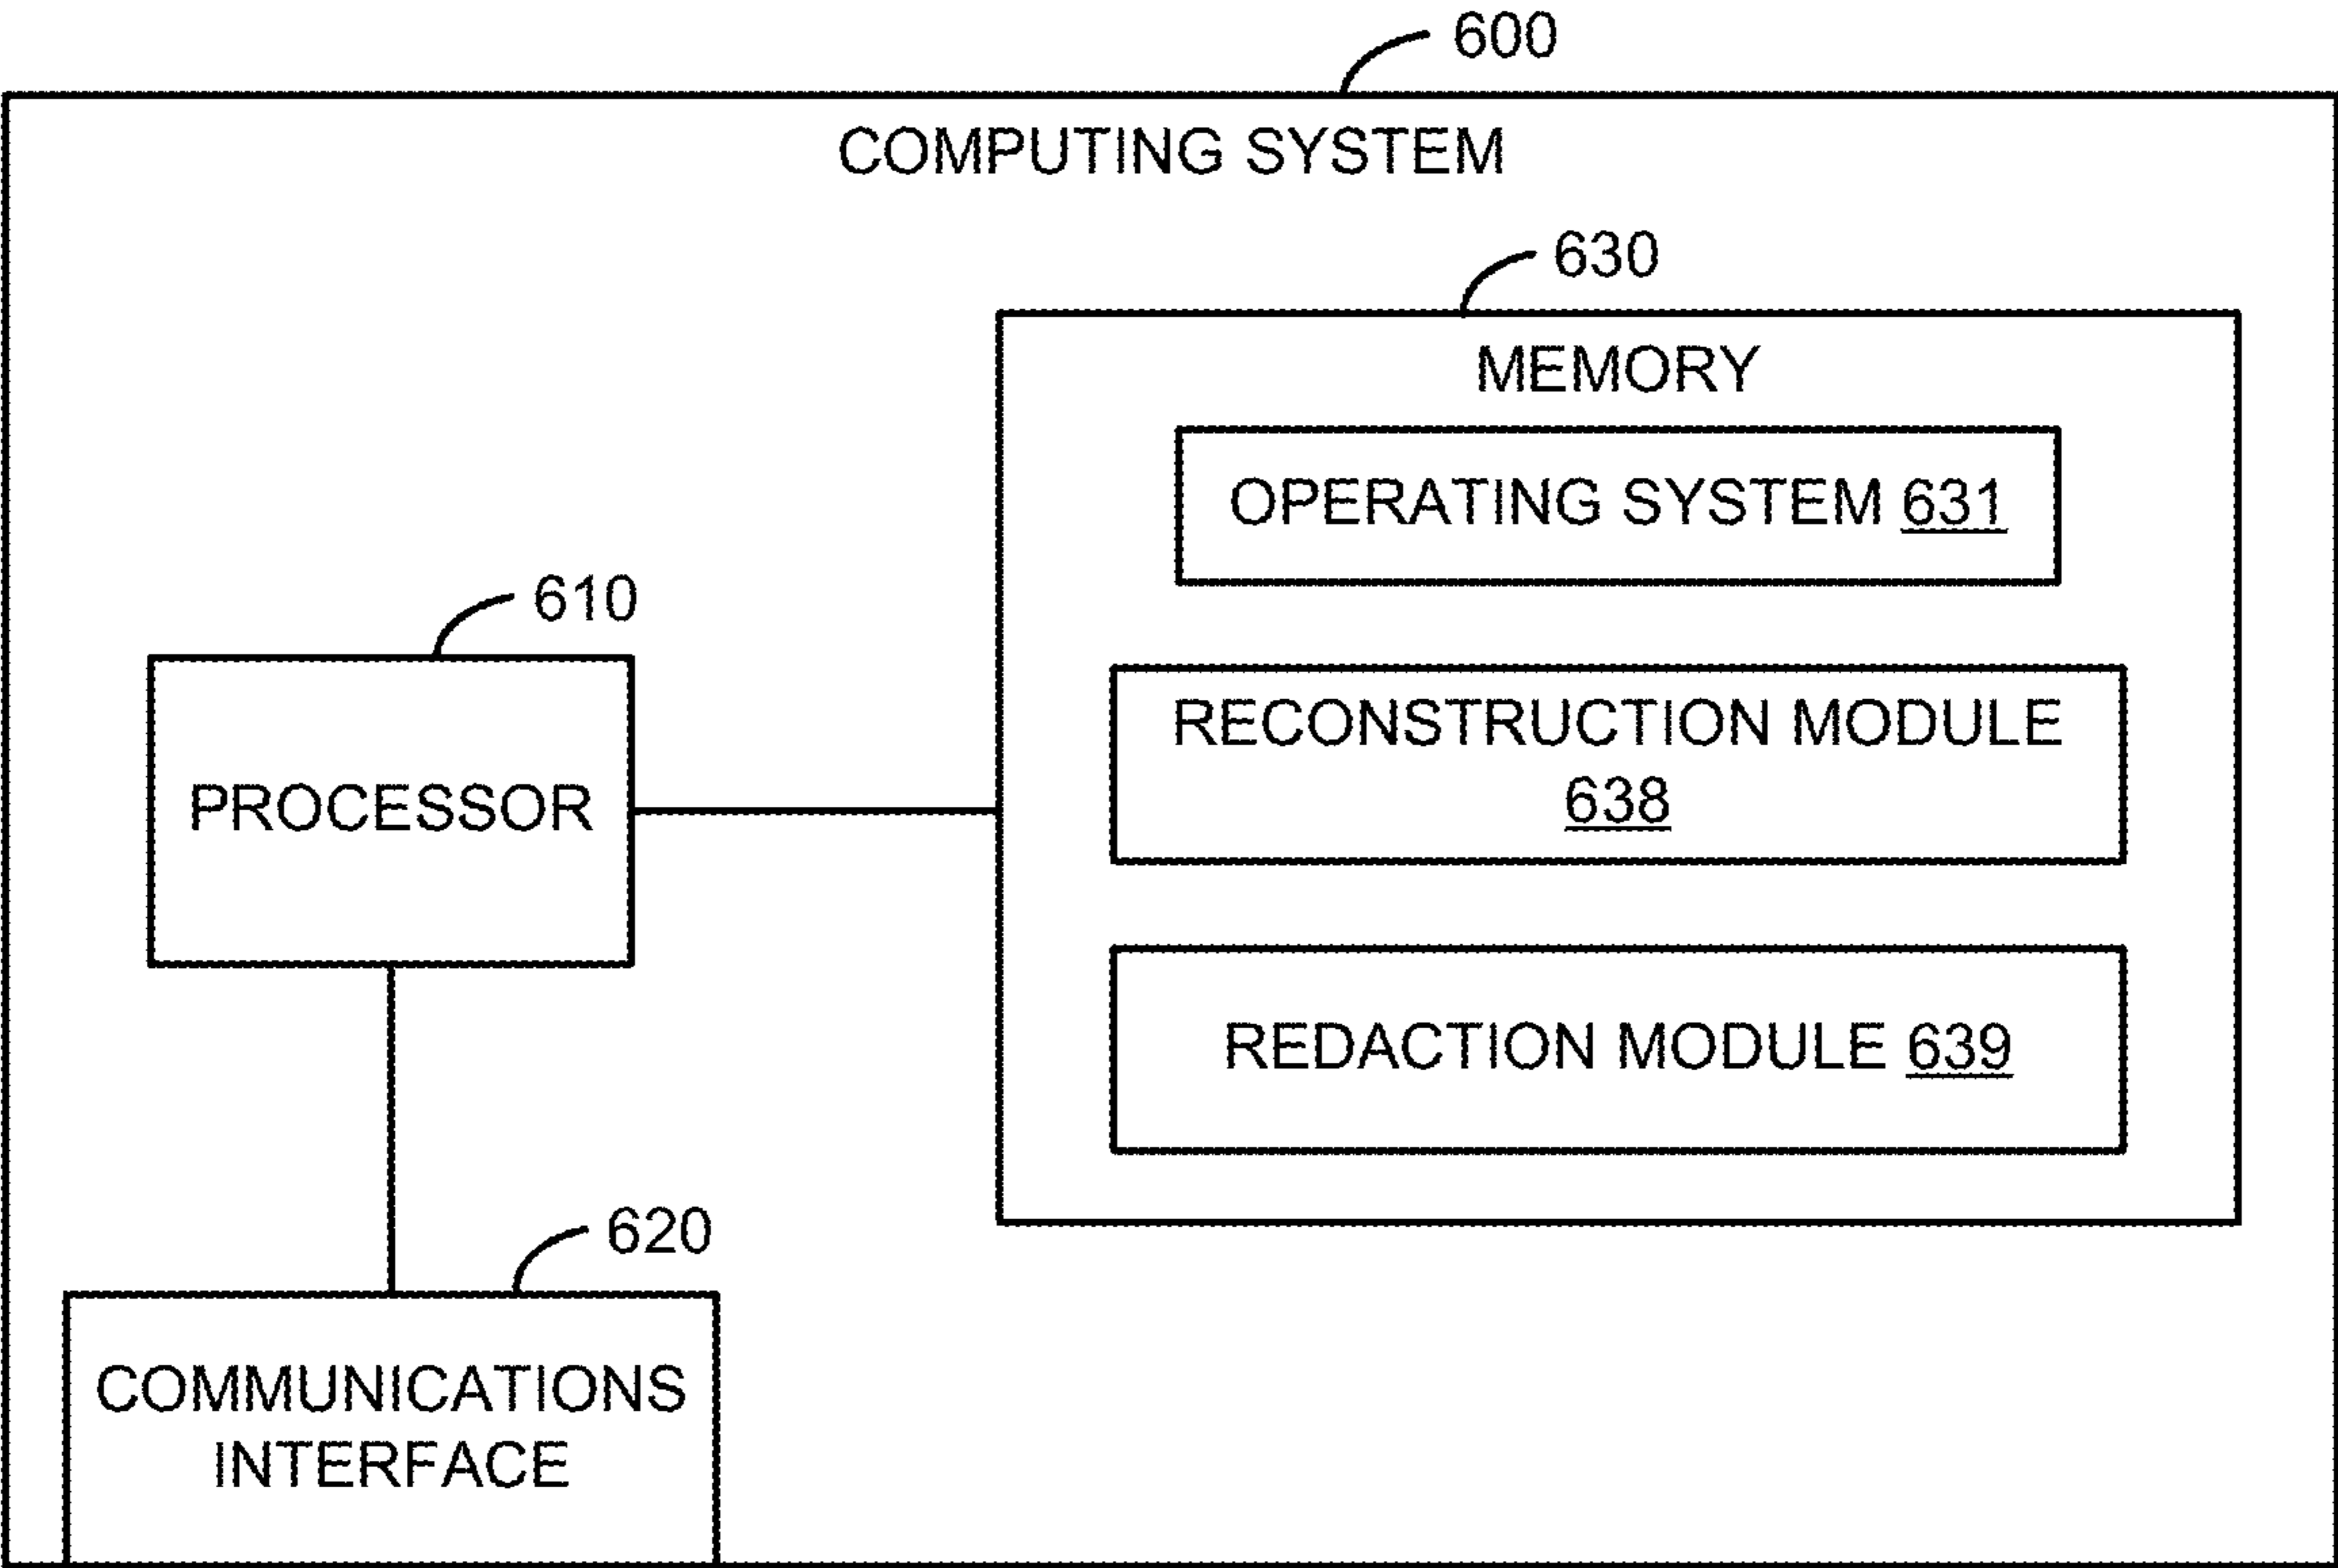 600
COMPUTING SYSTEM
630
MEMORY
OPERATING SYSTEM 631
610
RECONSTRUCTION MODULE
638
PROCESSOR
REDACTION MODULE 639
620
COMMUNICATIONS
INTERFACE